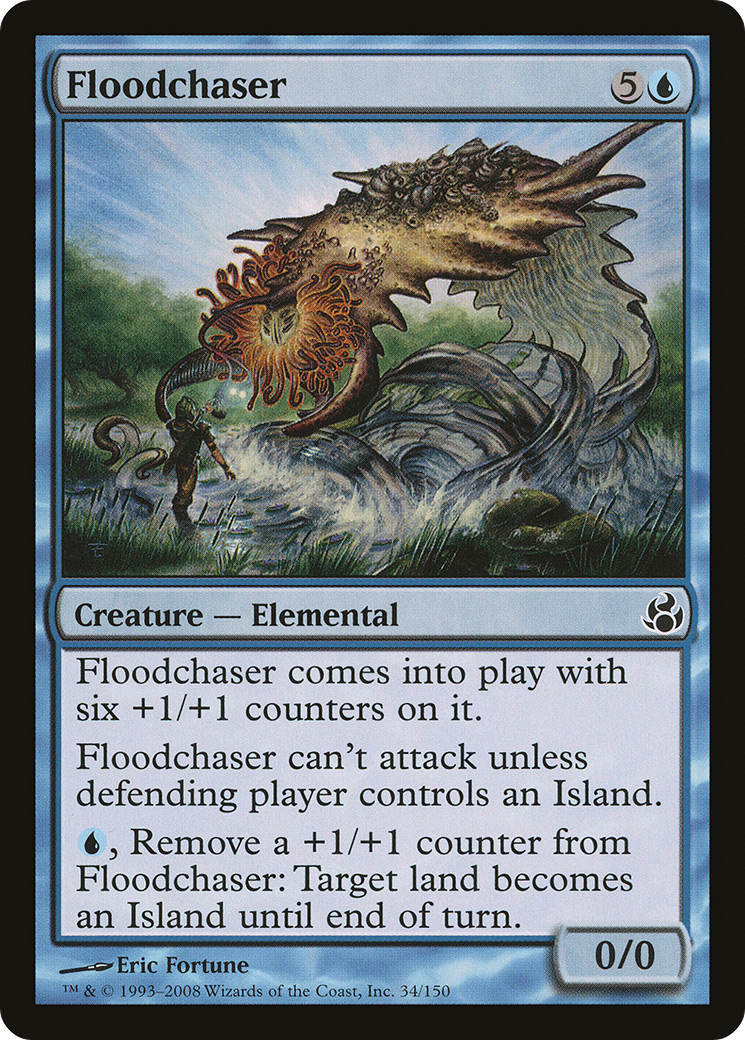 Floodchaser 5
Creature — Elemental
Floodchaser comes into play with
six +1/+1 counters on it.
Floodchaser can't attack unless
defending player controls an Island.
, Remove a +1/+1 counter from
Floodchaser: Target land becomes
an Island until end of turn.
0/0
Eric Fortune
™ & © 1993–2008 Wizards of the Coast, Inc. 34/150